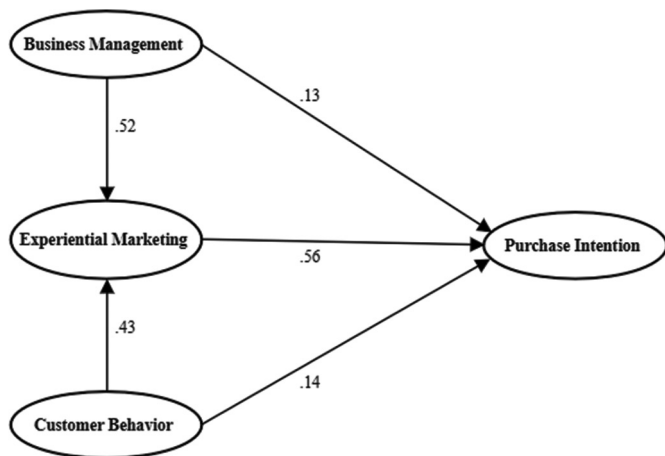 Business Management
.13
.52
Experiential Marketing
Purchase Intention
.56
.43
.14
Customer Behavior